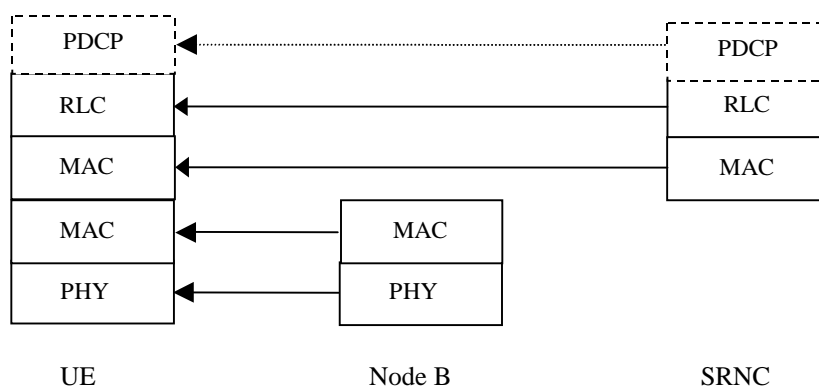 PDCP PDCP
RLC RLC
MAC MAC
MAC MAC
PHY PHY
UE Node B SRNC